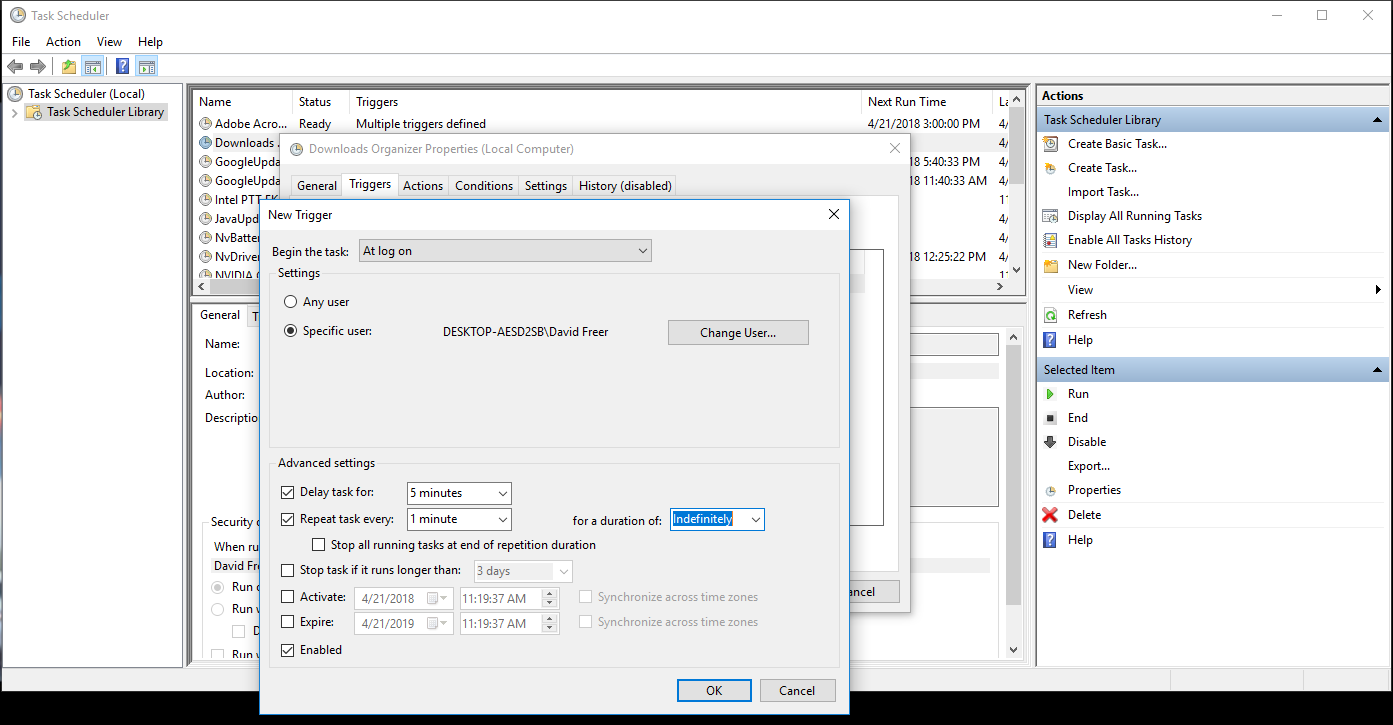 Task Scheduler
File Action View Help
Task Scheduler (Local)
Task Scheduler Library
Name Status Triggers Next Run Time
Adobe Acro... Ready Multiple triggers defined 4/21/2018 3:00:00 PM 4/
Downloads 4/
GoogleUpda 18 5:40:33 PM 4/
GoogleUpda 18 11:40:33 AM 4/
Intel PTT EK 11
JavaUpd 4/
NvBatte 4/
NvDriver 18 12:25:22 PM 4/
NVIDIA 11
Downloads Organizer Properties (Local Computer)
General Triggers Actions Conditions Settings History (disabled)
ancel
New Trigger
Begin the task: At log on
Settings
Any user
Specific user: DESKTOP-AESD2SB\David Freer Change User...
Advanced settings
Delay task for: 5 minutes
Repeat task every: 1 minute for a duration of: Indefinitely
Stop all running tasks at end of repetition duration
Stop task if it runs longer than: 3 days
Activate: 4/21/2018 11:19:37 AM Synchronize across time zones
Expire: 4/21/2019 11:19:37 AM Synchronize across time zones
Enabled
OK Cancel
General T
Name:
Location:
Author:
Descriptio
Security o
When ru
David Fre
Run o
Run w
D
Run w
Actions
Task Scheduler Library
Create Basic Task...
Create Task...
Import Task...
Display All Running Tasks
Enable All Tasks History
New Folder...
View
Refresh
Help
Selected Item
Run
End
Disable
Export...
Properties
Delete
Help